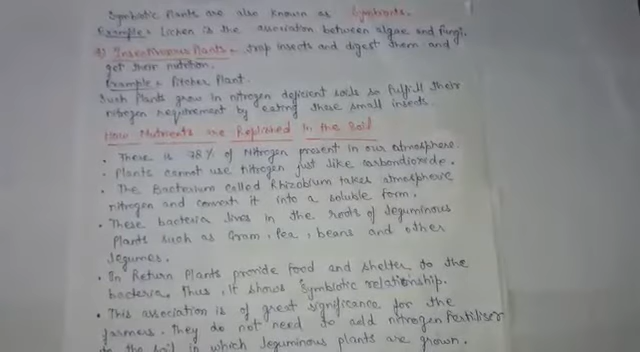 Symbiotic Plants are also known as Symbionts.
Example:- Lichen is the association between algae and fungi.
4) Insectivorous Plants - trap insects and digest them and
get their nutrition.
Example:- Pitcher Plant.
Such Plants grow in nitrogen deficient soils so fulfill their
nitrogen requirement by eating these small insects.
How Nutrients are Replished In the Soil
• There is 78% of Nitrogen present in our atmosphere.
• Plants cannot use nitrogen just like carbondioxide.
• The Bacterium called Rhizobium takes atmospheric
nitrogen and convert it into a soluble form.
• These bacteria lives in the roots of leguminous
Plants such as Gram, Pea, beans and other
legumes.
• In Return Plants provide food and shelter to the
bacteria. Thus, It shows symbiotic relationship.
• This association is of great significance for the
farmers. They do not need to add nitrogen Fertiliser
to the soil in which leguminous plants are grown.